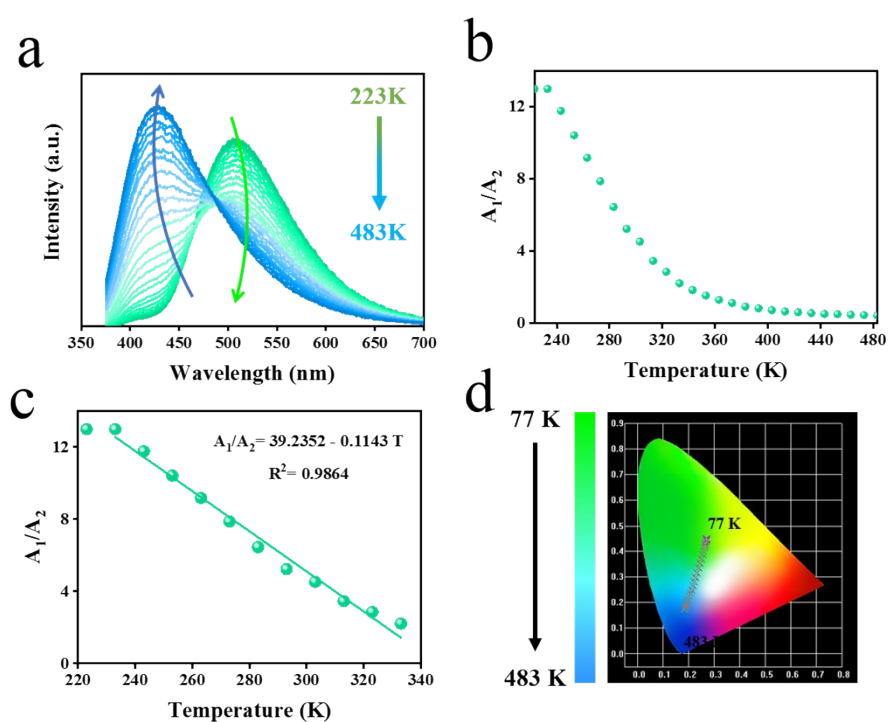 a
223K
483K
Intensity (a.u.)
350 400 450 500 550 600 650 700
Wavelength (nm)
b
12
8
4
0
A₁/A₂
240 280 320 360 400 440 480
Temperature (K)
c
A₁/A₂= 39.2352 - 0.1143 T
R²= 0.9864
12
8
4
0
A₁/A₂
220 240 260 280 300 320 340
Temperature (K)
d
77 K
483 K
0.9
0.8
0.7
0.6
0.5
0.4
0.3
0.2
0.1
0.0
77 K
483
0.0 0.1 0.2 0.3 0.4 0.5 0.6 0.7 0.8